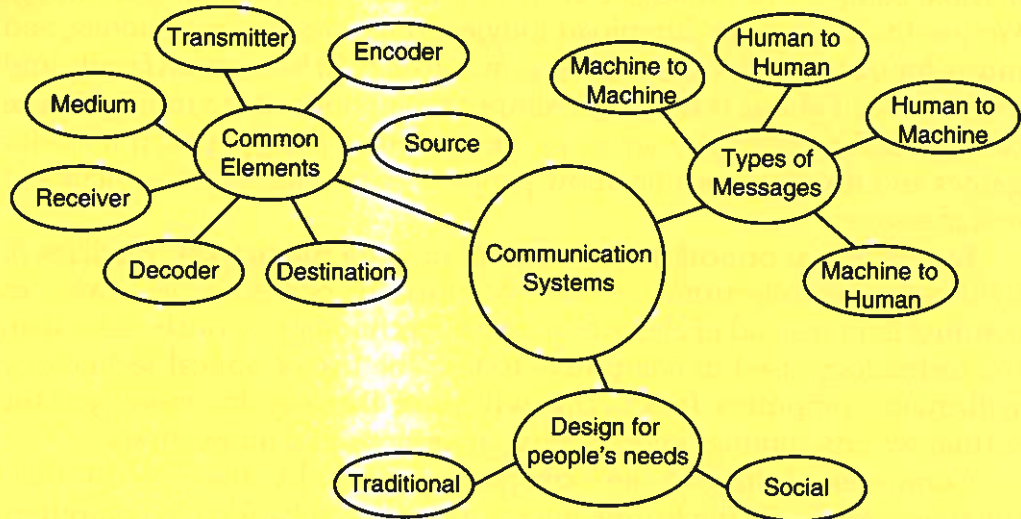 Transmitter
Encoder
Medium
Common
Elements
Source
Receiver
Decoder
Destination
Communication
Systems
Machine to
Machine
Human to
Human
Human
to Machine
Types of
Messages
Machine to
Human
Design for
people's needs
Traditional
Social